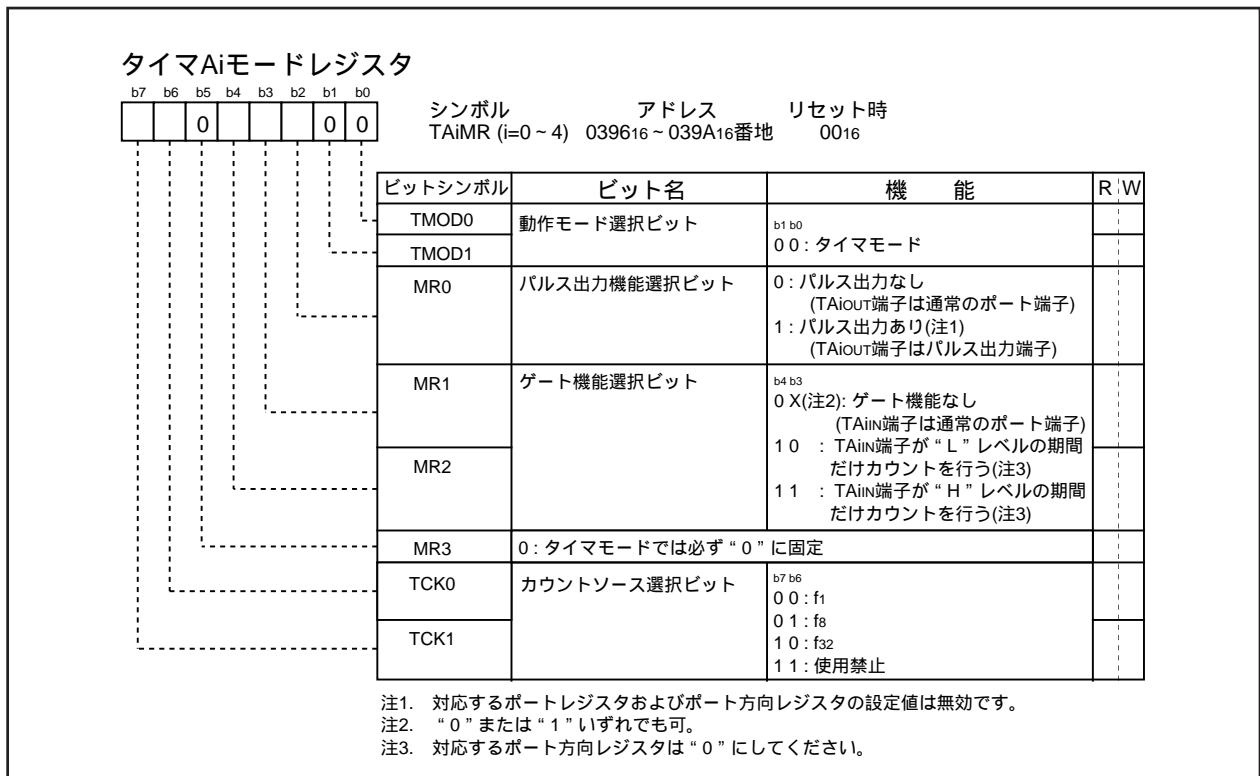 タイマAiモードレジスタ
b7 b6 b5 b4 b3 b2 b1 b0
0 0 0
シンボル アドレス リセット時
TAiMR (i=0 ~ 4) 039616 ~ 039A16番地 0016
ビットシンボル ビット名 機 能 R W
TMOD0 動作モード選択ビット b1 b0
0 0 : タイマモード
TMOD1
MR0 パルス出力機能選択ビット 0 : パルス出力なし
(TAiOUT端子は通常のポート端子)
1 : パルス出力あり(注1)
(TAiOUT端子はパルス出力端子)
MR1 ゲート機能選択ビット b4 b3
0 X(注2): ゲート機能なし
(TAiIN端子は通常のポート端子)
1 0 : TAiIN端子が “ L ” レベルの期間
だけカウントを行う(注3)
MR2
1 1 : TAiIN端子が “ H ” レベルの期間
だけカウントを行う(注3)
MR3 0 : タイマモードでは必ず “ 0 ” に固定
TCK0 カウントソース選択ビット b7 b6
0 0 : f1
0 1 : f8
TCK1
1 0 : f32
1 1 : 使用禁止
注1. 対応するポートレジスタおよびポート方向レジスタの設定値は無効です。
注2. “ 0 ” または “ 1 ” いずれでも可。
注3. 対応するポート方向レジスタは “ 0 ” にしてください。